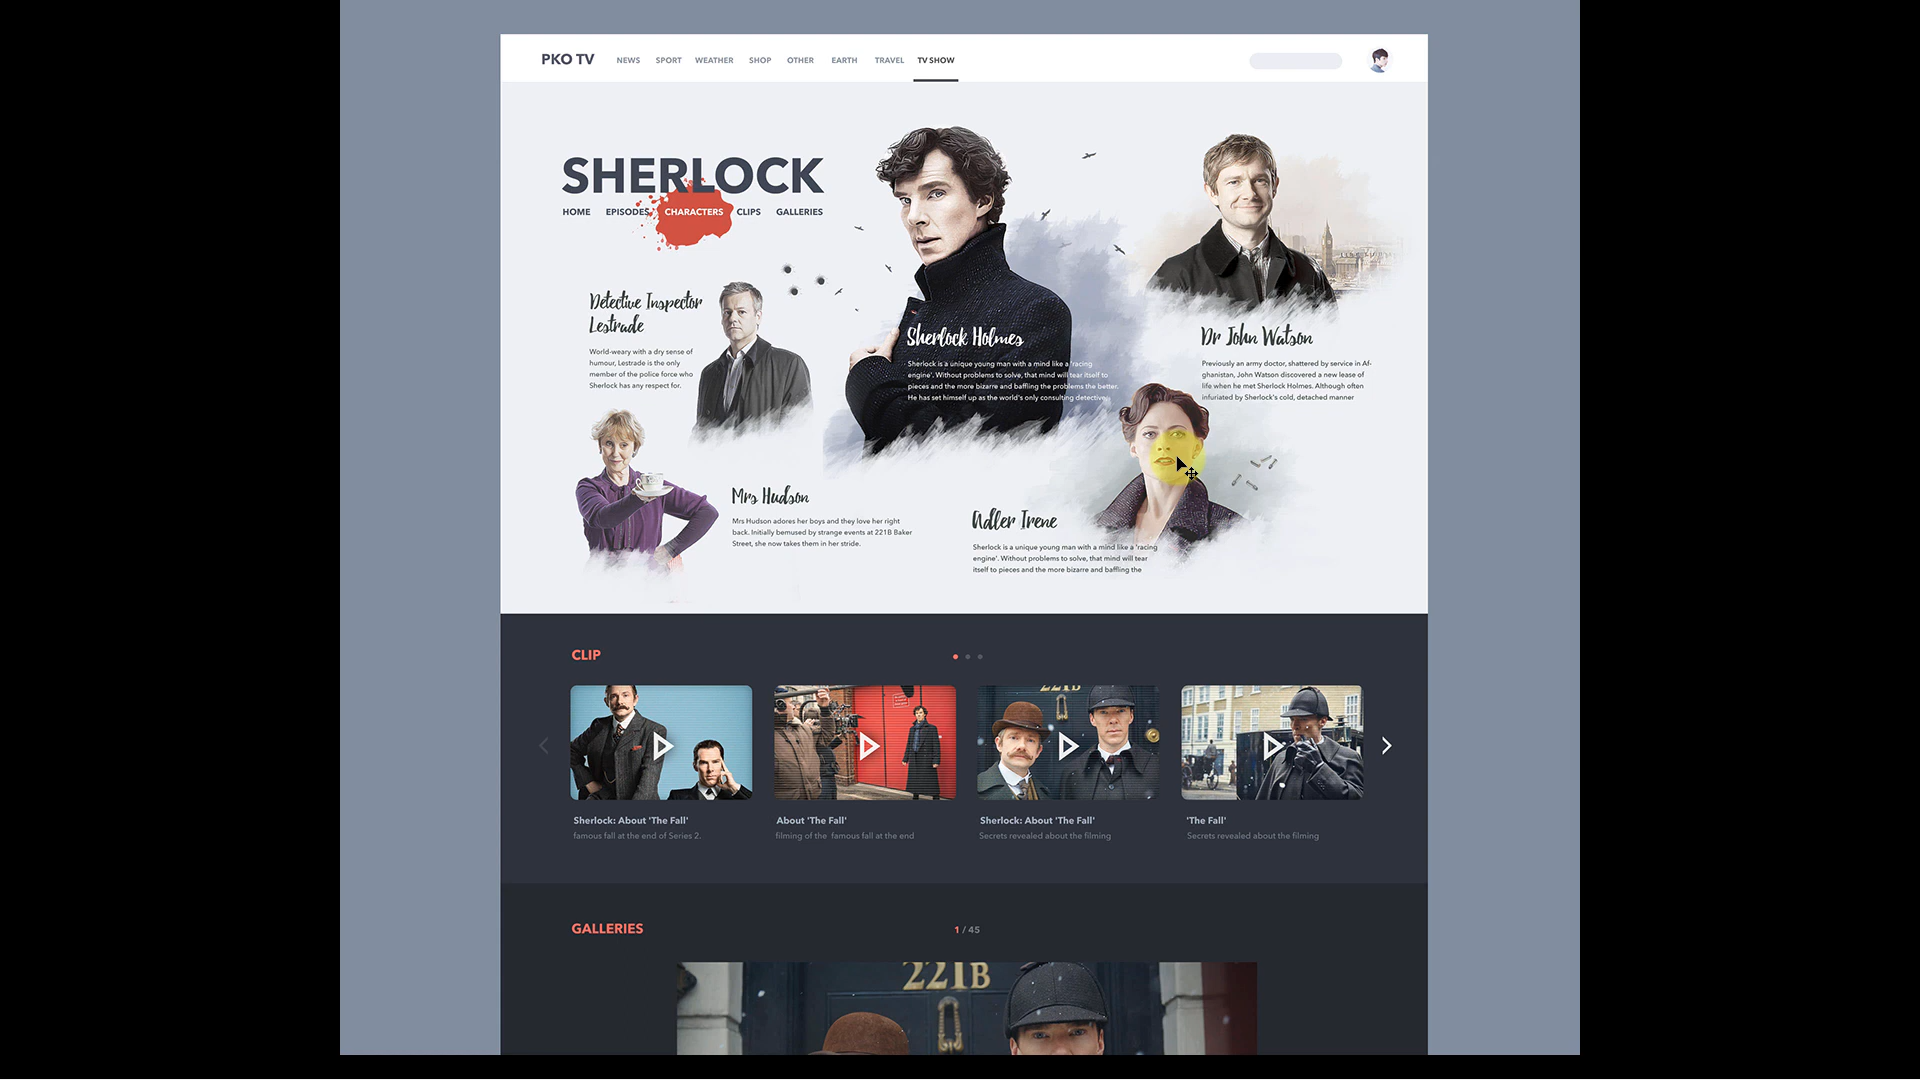 PKO TV NEWS SPORT WEATHER SHOP OTHER EARTH TRAVEL TV SHOW
SHERLOCK
HOME EPISODES CHARACTERS CLIPS GALLERIES
Detective Inspector
Lestrade
World-weary with a dry sense of
humour, Lestrade is the only
member of the police force who
Sherlock has any respect for.
Sherlock Holmes
Sherlock is a unique young man with a mind like a 'racing
engine'. Without problems to solve, that mind will tear itself to
pieces and the more bizarre and baffling the problems the better.
He has set himself up as the world's only consulting detective,
Dr John Watson
Previously an army doctor, shattered by service in Af-
ghanistan, John Watson discovered a new lease of
life when he met Sherlock Holmes. Although often
infuriated by Sherlock's cold, detached manner
Mrs Hudson
Mrs Hudson adores her boys and they love her right
back. Initially bemused by strange events at 221B Baker
Street, she now takes them in her stride.
Adler Irene
Sherlock is a unique young man with a mind like a 'racing
engine'. Without problems to solve, that mind will tear
itself to pieces and the more bizarre and baffling the
CLIP
221B
Sherlock: About 'The Fall'
famous fall at the end of Series 2.
About 'The Fall'
filming of the famous fall at the end
Sherlock: About 'The Fall'
Secrets revealed about the filming
'The Fall'
Secrets revealed about the filming
GALLERIES
1 / 45
221B